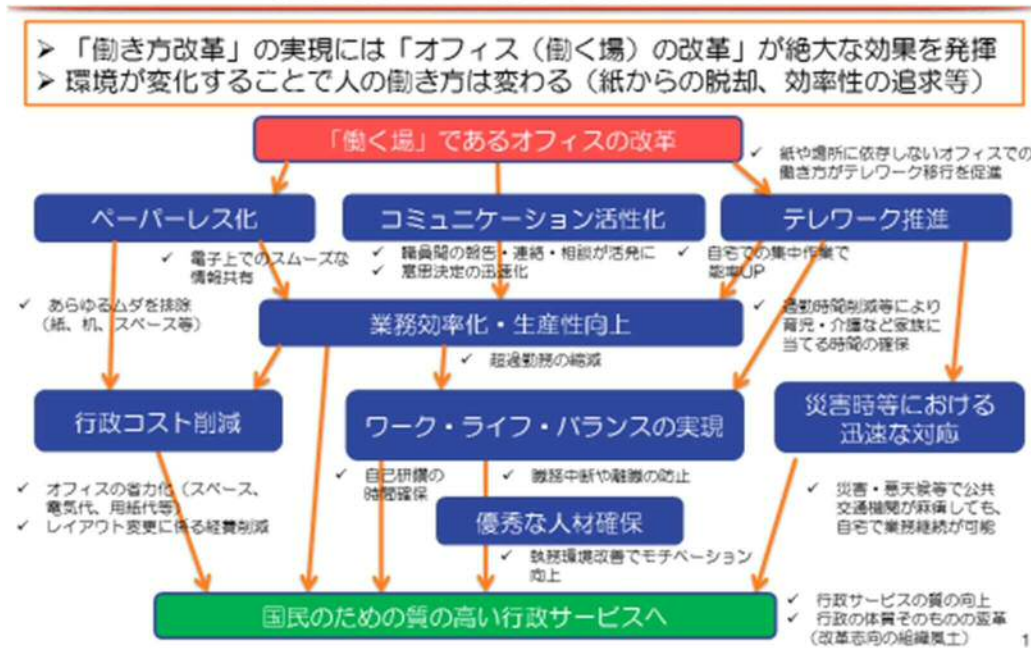 ➢ 「働き方改革」の実現には「オフィス（働く場）の改革」が絶大な効果を発揮
➢ 環境が変化することで人の働き方は変わる（紙からの脱却、効率性の追求等）
「働く場」であるオフィスの改革
✓ 紙や場所に依存しないオフィスでの
働き方がテレワーク移行を促進
ペーパーレス化
コミュニケーション活性化
テレワーク推進
✓ 電子上でのスムーズな
情報共有
✓ 職員間の報告・連絡・相談が活発に
✓ 意思決定の迅速化
✓ 自宅での集中作業で
能率UP
✓ あらゆるムダを排除
（紙、机、スペース等）
業務効率化・生産性向上
✓ 通勤時間削減等により
育児・介護など家族に
当てる時間の確保
✓ 超過勤務の縮減
行政コスト削減
ワーク・ライフ・バランスの実現
災害時等における
迅速な対応
✓ オフィスの省力化（スペース、
電気代、用紙代等）
✓ レイアウト変更に係る経費削減
✓ 自己研鑽の
時間確保
✓ 職務中断や離職の防止
✓ 災害・悪天候等で公共
交通機関が麻痺しても、
自宅で業務継続が可能
優秀な人材確保
✓ 執務環境改善でモチベーション
向上
国民のための質の高い行政サービスへ
✓ 行政サービスの質の向上
✓ 行政の体質そのものの変革
（改革志向の組織風土）
1